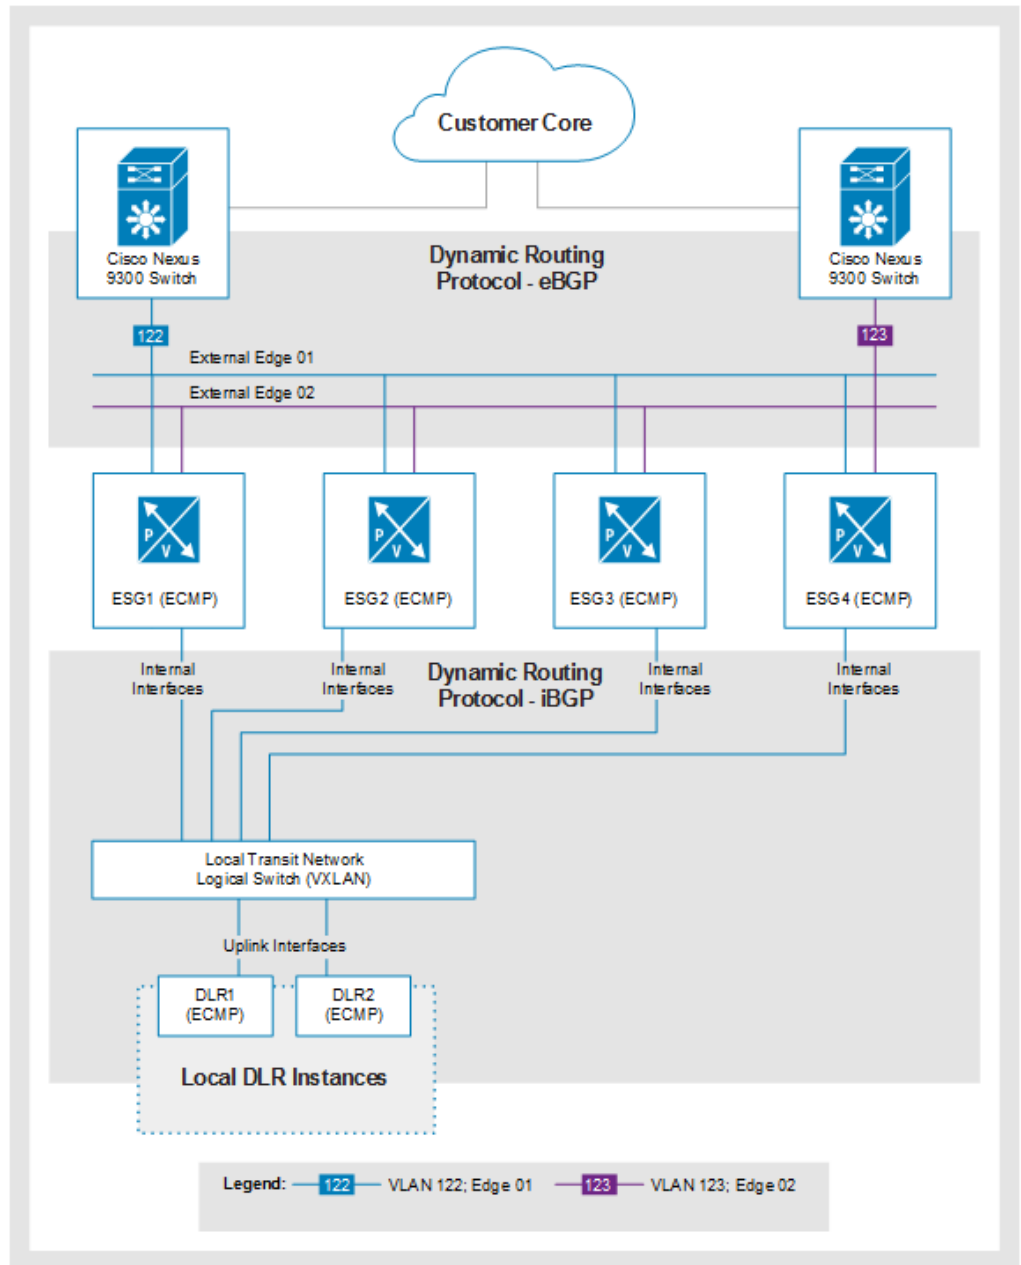 Customer Core
Cisco Nexus
9300 Switch
Cisco Nexus
9300 Switch
Dynamic Routing
Protocol - eBGP
122
123
External Edge 01
External Edge 02
P
V
P
V
P
V
P
V
ESG1 (ECMP)
ESG2 (ECMP)
ESG3 (ECMP)
ESG4 (ECMP)
Internal
Interfaces
Internal
Interfaces
Dynamic Routing
Protocol - iBGP
Internal
Interfaces
Internal
Interfaces
Local Transit Network
Logical Switch (VXLAN)
Uplink Interfaces
DLR1
(ECMP)
DLR2
(ECMP)
Local DLR Instances
Legend: 122 VLAN 122; Edge 01 123 VLAN 123; Edge 02